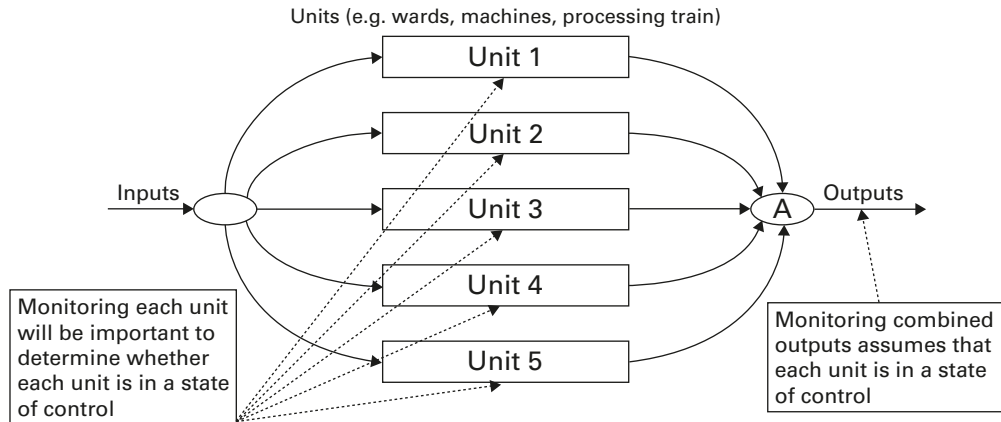 Units (e.g. wards, machines, processing train)
Unit 1
Unit 2
Inputs
Unit 3
A
Outputs
Unit 4
Unit 5
Monitoring each unit
will be important to
determine whether
each unit is in a state
of control
Monitoring combined
outputs assumes that
each unit is in a state
of control